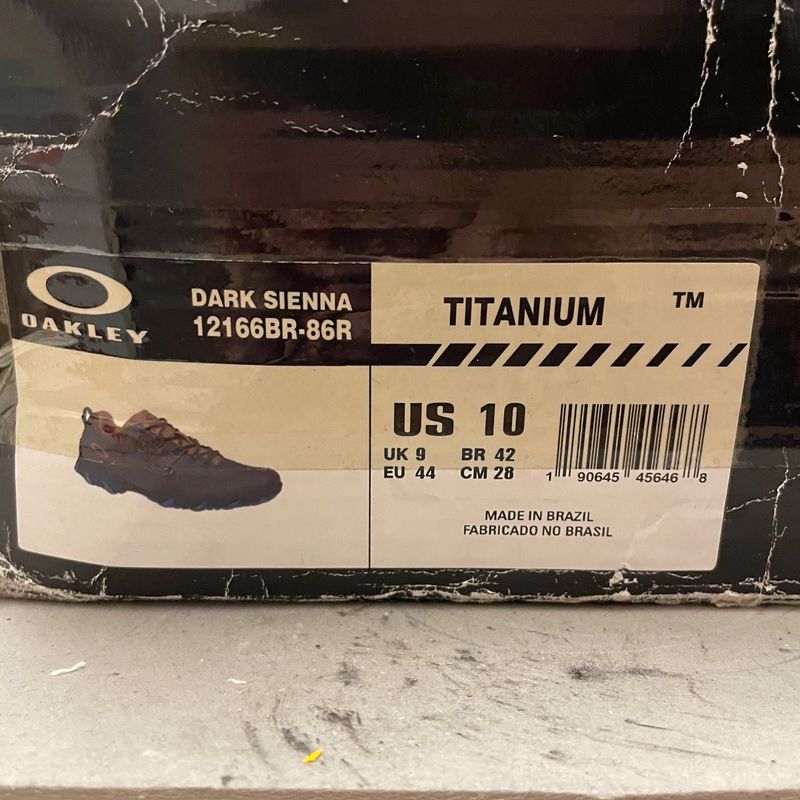 OAKLEY
DARK SIENNA
12166BR-86R
TITANIUM
TM
US 10
UK 9 BR 42
EU 44 CM 28
1 90645 45646 8
MADE IN BRAZIL
FABRICADO NO BRASIL